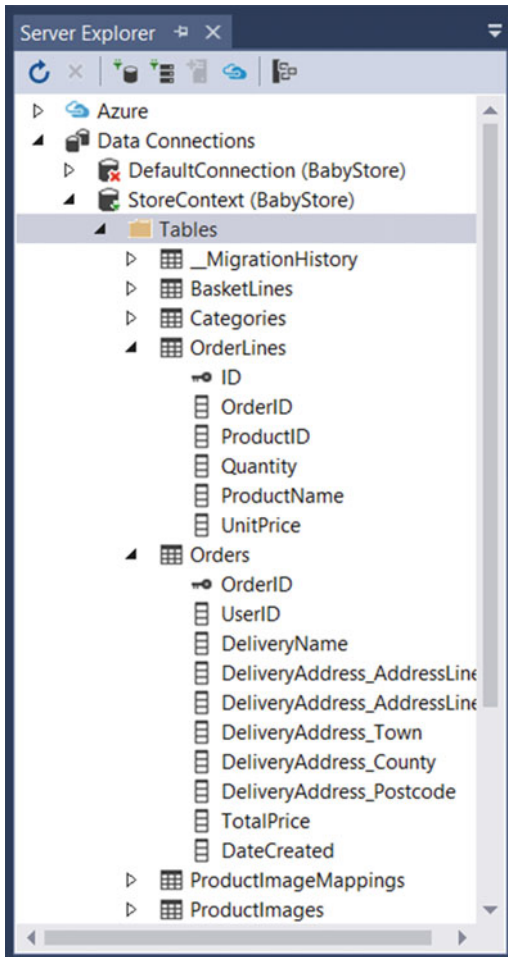 Server Explorer
Azure
Data Connections
DefaultConnection (BabyStore)
StoreContext (BabyStore)
Tables
__MigrationHistory
BasketLines
Categories
OrderLines
ID
OrderID
ProductID
Quantity
ProductName
UnitPrice
Orders
OrderID
UserID
DeliveryName
DeliveryAddress_AddressLine
DeliveryAddress_AddressLine
DeliveryAddress_Town
DeliveryAddress_County
DeliveryAddress_Postcode
TotalPrice
DateCreated
ProductImageMappings
ProductImages